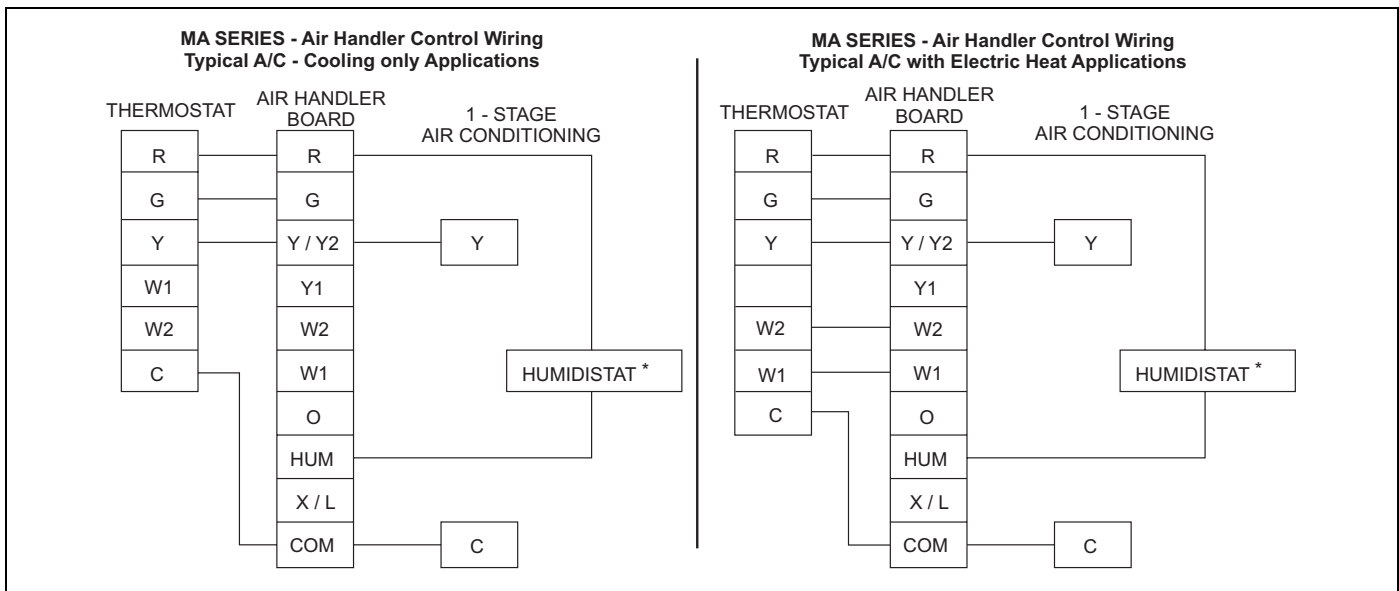 MA SERIES - Air Handler Control Wiring
Typical A/C - Cooling only Applications
THERMOSTAT
AIR HANDLER
BOARD
1 - STAGE
AIR CONDITIONING
R
R
G
G
Y
Y / Y2
Y
W1
Y1
W2
W2
C
W1
HUMIDISTAT *
O
HUM
X / L
COM
C
MA SERIES - Air Handler Control Wiring
Typical A/C with Electric Heat Applications
THERMOSTAT
AIR HANDLER
BOARD
1 - STAGE
AIR CONDITIONING
R
R
G
G
Y
Y / Y2
Y
Y1
W2
W2
W1
W1
HUMIDISTAT *
C
O
HUM
X / L
COM
C